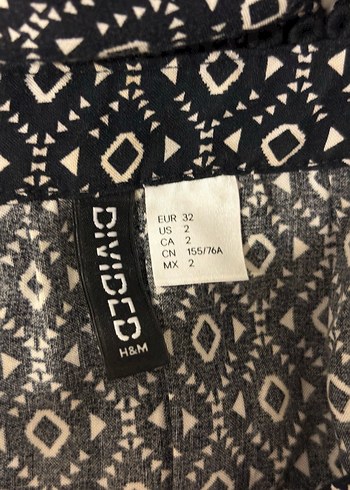 DIVIDED
H&M
EUR 32
US 2
CA 2
CN 155/76A
MX 2